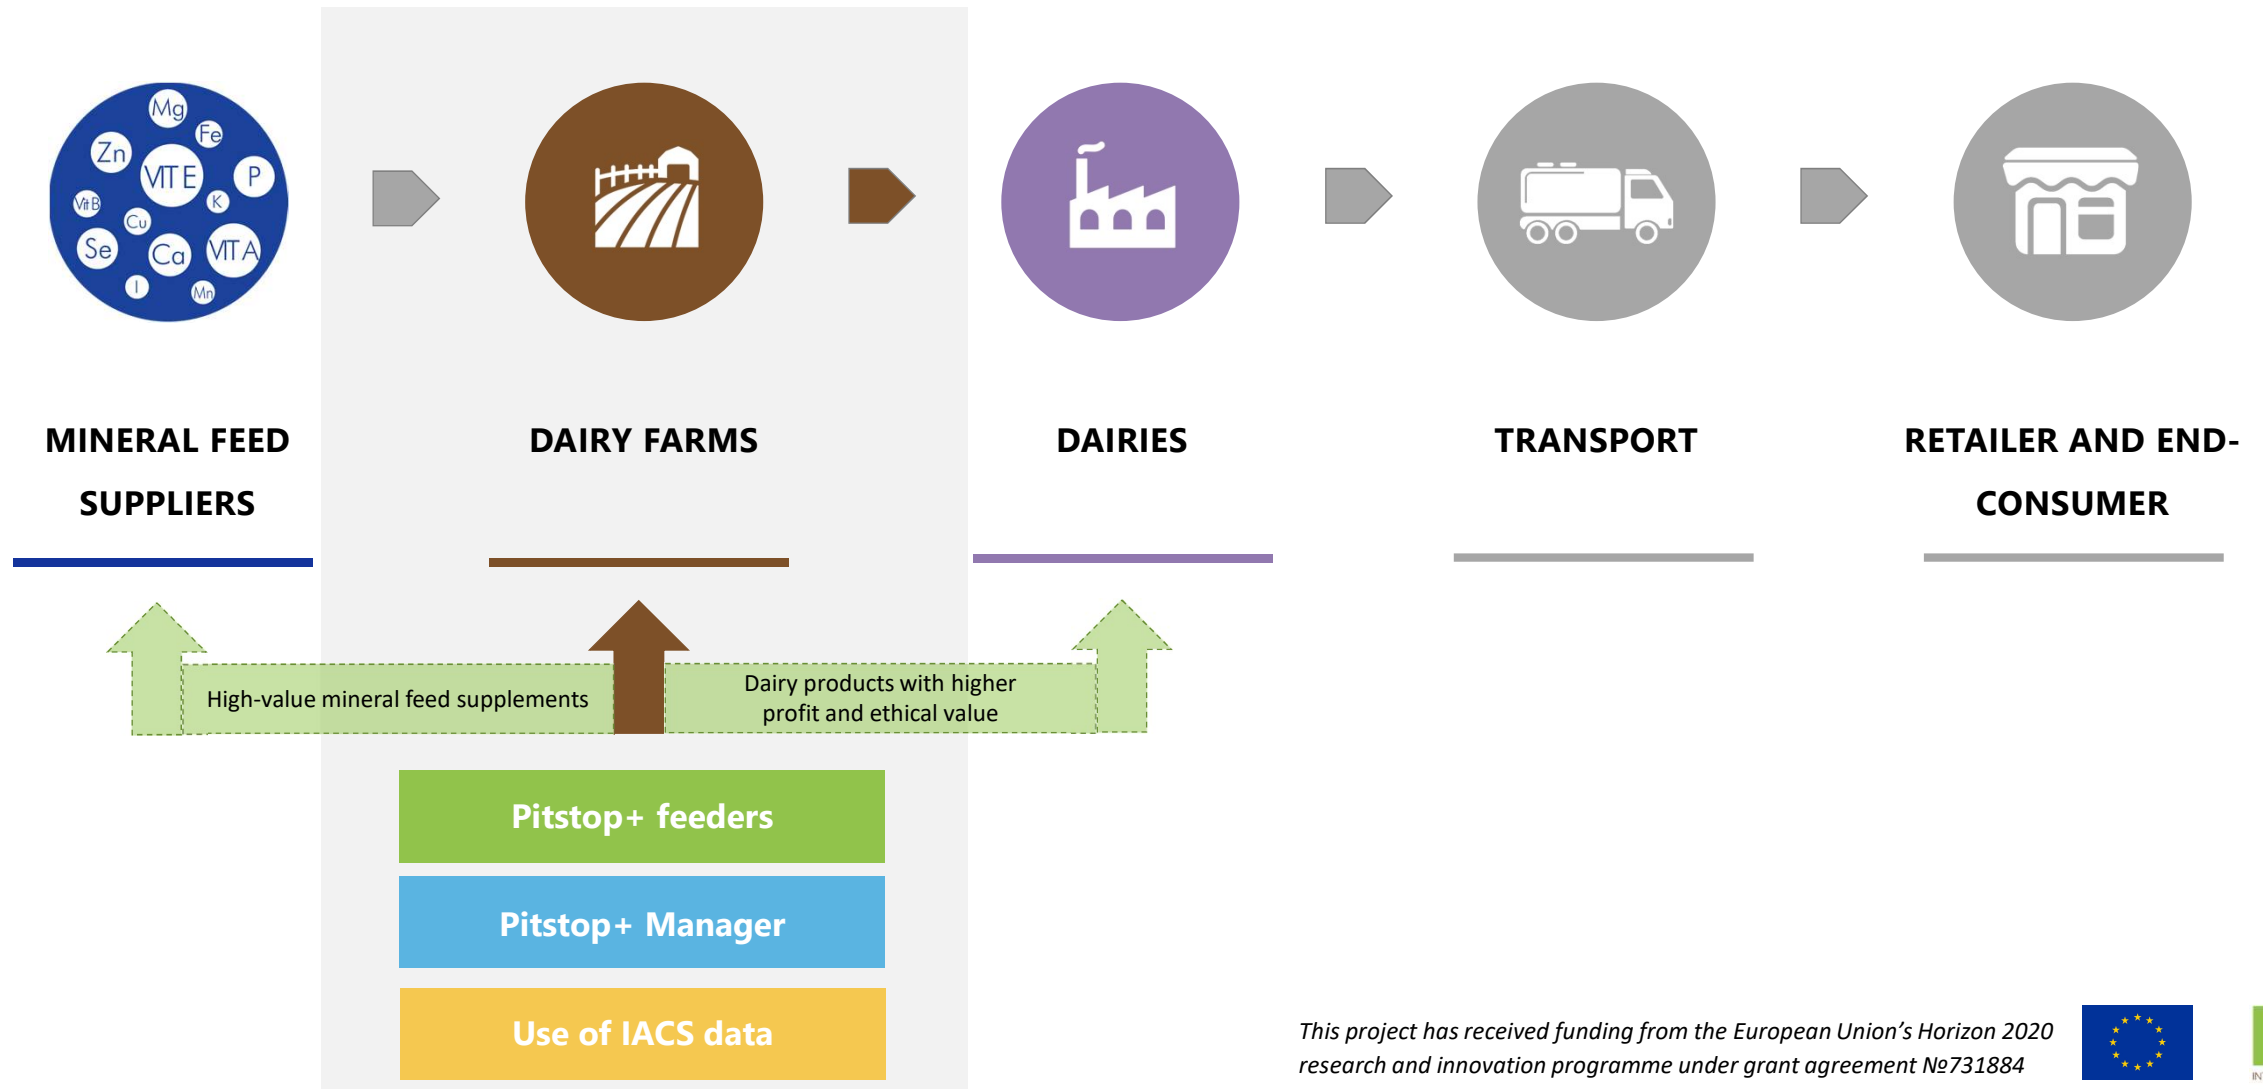 Mg
Fe
Zn
VIT E
P
Vit B
K
Cu
Se
Ca
VIT A
I
Mn
MINERAL FEED
SUPPLIERS
DAIRY FARMS
DAIRIES
TRANSPORT
RETAILER AND END-
CONSUMER
High-value mineral feed supplements
Dairy products with higher
profit and ethical value
Pitstop+ feeders
Pitstop+ Manager
Use of IACS data
This project has received funding from the European Union's Horizon 2020
research and innovation programme under grant agreement №731884